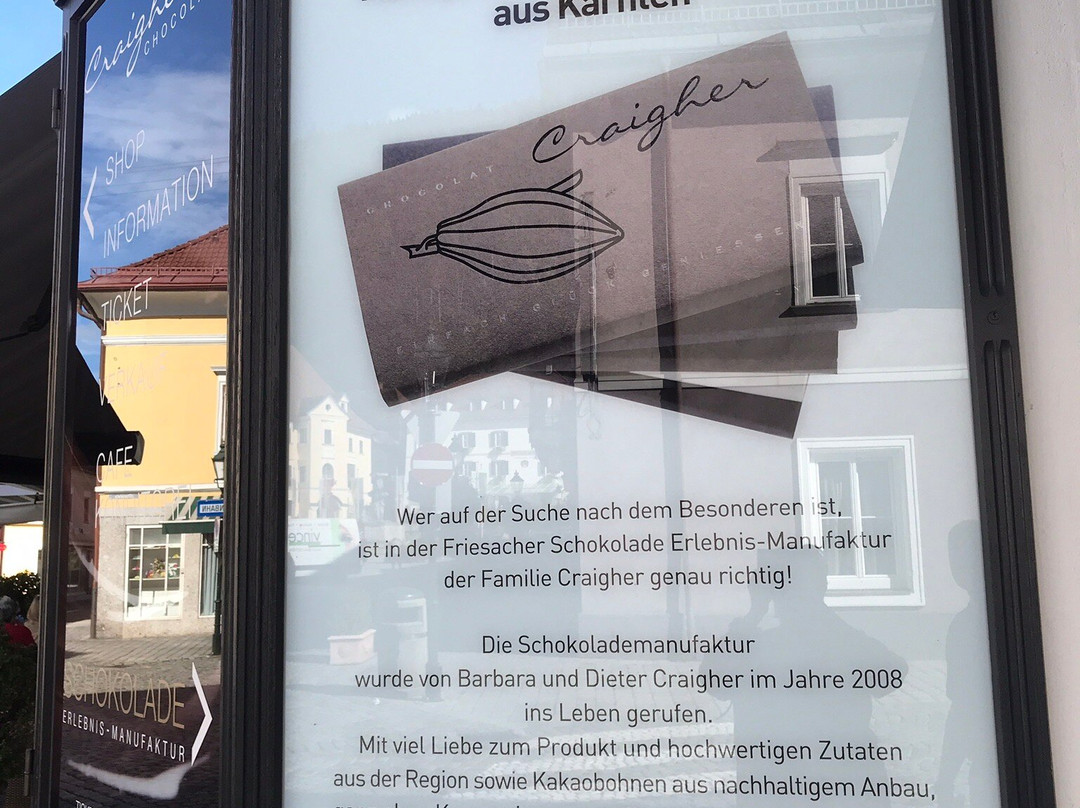 Craigher
CHOCOLA
SHOP
INFORMATION
TICKET
VERKAUF
CAFE
SCHOKOLADE
ERLEBNIS-MANUFAKTUR
aus Kärnten
Craigher
CHOCOLAT
EINFACH GLÜCK GENIESSEN
Wer auf der Suche nach dem Besonderen ist,
ist in der Friesacher Schokolade Erlebnis-Manufaktur
der Familie Craigher genau richtig!
Die Schokolademanufaktur
wurde von Barbara und Dieter Craigher im Jahre 2008
ins Leben gerufen.
Mit viel Liebe zum Produkt und hochwertigen Zutaten
aus der Region sowie Kakaobohnen aus nachhaltigem Anbau,